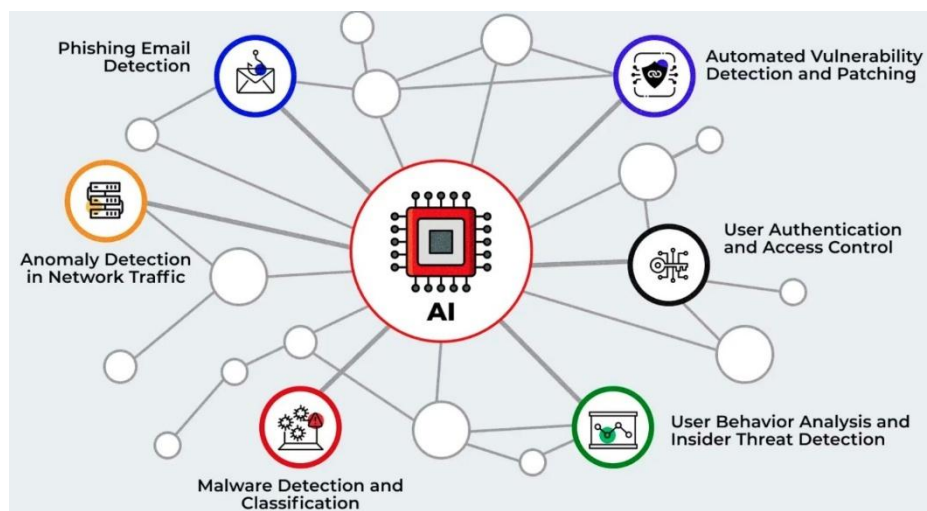 Phishing Email
Detection
Automated Vulnerability
Detection and Patching
Anomaly Detection
in Network Traffic
AI
User Authentication
and Access Control
Malware Detection and
Classification
User Behavior Analysis and
Insider Threat Detection